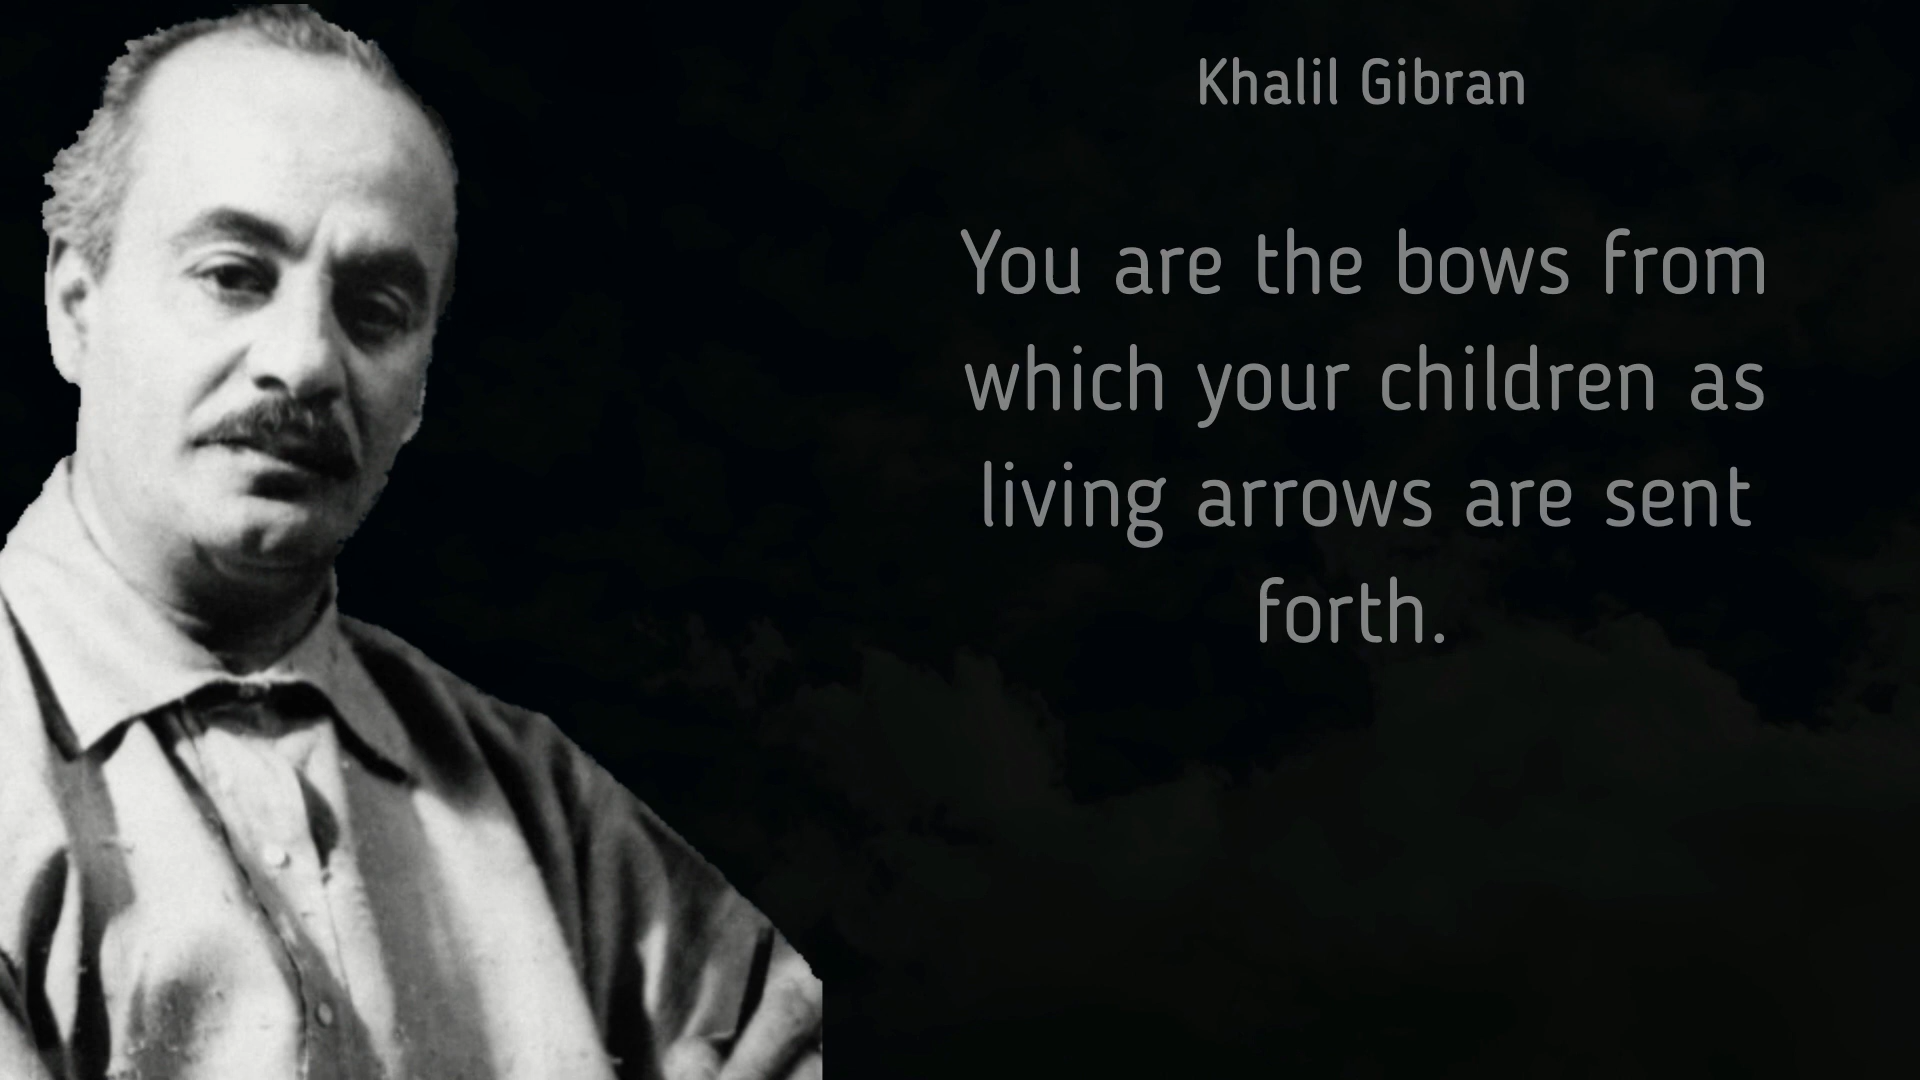 Khalil Gibran
You are the bows from
which your children as
living arrows are sent
forth.